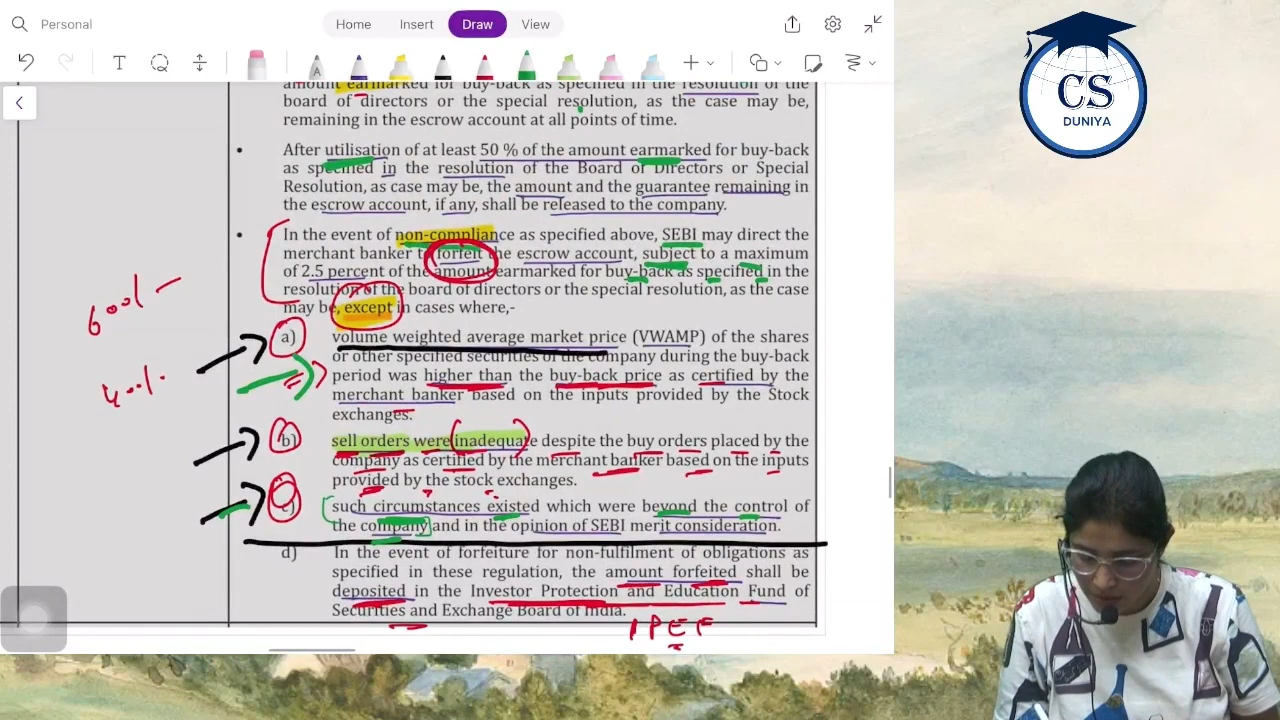 Personal
Home Insert Draw View
CS
DUNIYA
T
A
amount earmarked for buy-back as specified in the resolution of the
board of directors or the special resolution, as the case may be,
remaining in the escrow account at all points of time.
• After utilisation of at least 50 % of the amount earmarked for buy-back
as specified in the resolution of the Board of Directors or Special
Resolution, as case may be, the amount and the guarantee remaining in
the escrow account, if any, shall be released to the company.
• In the event of non-compliance as specified above, SEBI may direct the
merchant banker to forfeit the escrow account, subject to a maximum
of 2.5 percent of the amount earmarked for buy-back as specified in the
resolution of the board of directors or the special resolution, as the case
may be, except in cases where,-
a) volume weighted average market price (VWAMP) of the shares
or other specified securities of the company during the buy-back
period was higher than the buy-back price as certified by the
merchant banker based on the inputs provided by the Stock
exchanges.
b) sell orders were inadequate despite the buy orders placed by the
company as certified by the merchant banker based on the inputs
provided by the stock exchanges.
c) such circumstances existed which were beyond the control of
the company and in the opinion of SEBI merit consideration.
d) In the event of forfeiture for non-fulfilment of obligations as
specified in these regulation, the amount forfeited shall be
deposited in the Investor Protection and Education Fund of
Securities and Exchange Board of India.
IPEF